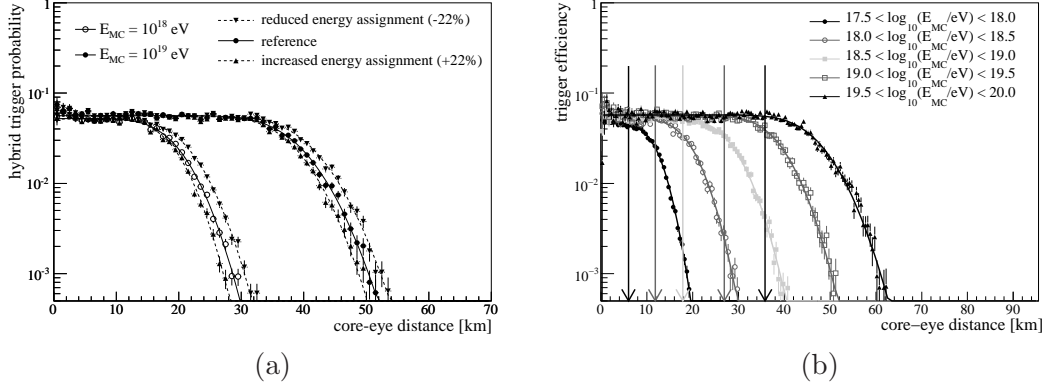 hybrid trigger probability
1
10⁻¹
10⁻²
10⁻³
E_MC = 10¹⁸ eV
E_MC = 10¹⁹ eV
reduced energy assignment (-22%)
reference
increased energy assignment (+22%)
0 10 20 30 40 50 60 70
core-eye distance [km]
(a)
trigger efficiency
1
10⁻¹
10⁻²
10⁻³
17.5 < log₁₀(E_MC/eV) < 18.0
18.0 < log₁₀(E_MC/eV) < 18.5
18.5 < log₁₀(E_MC/eV) < 19.0
19.0 < log₁₀(E_MC/eV) < 19.5
19.5 < log₁₀(E_MC/eV) < 20.0
0 10 20 30 40 50 60 70 80 90
core−eye distance [km]
(b)